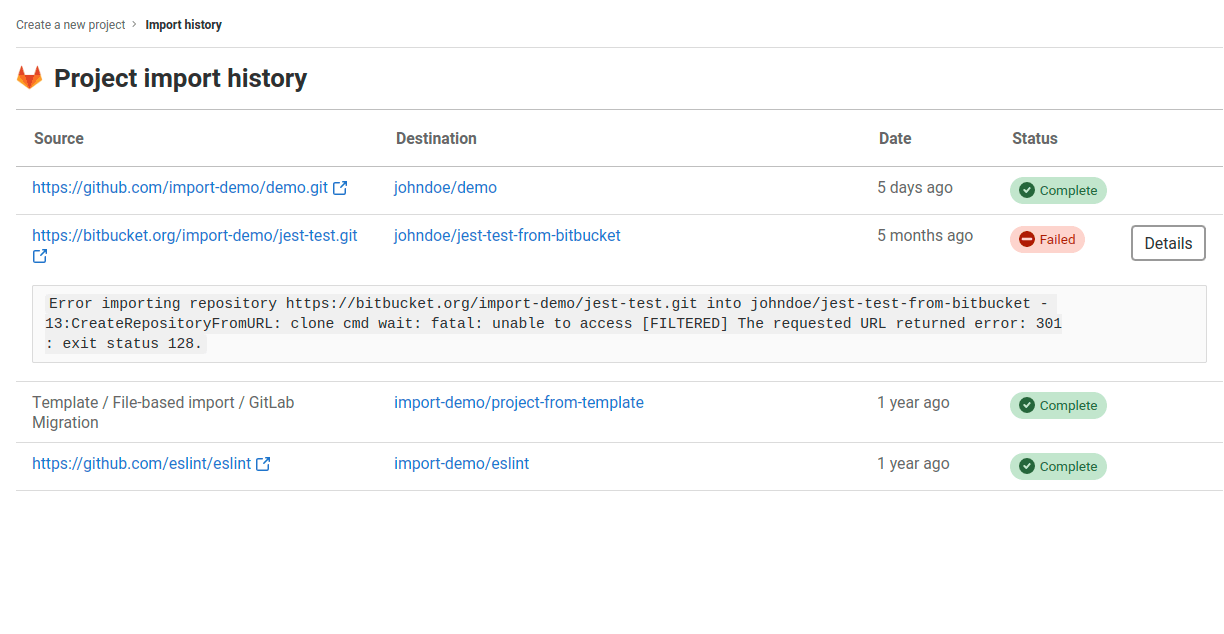 Create a new project > Import history
Project import history
Source Destination Date Status
https://github.com/import-demo/demo.git johndoe/demo 5 days ago Complete
https://bitbucket.org/import-demo/jest-test.git johndoe/jest-test-from-bitbucket 5 months ago Failed Details
Error importing repository https://bitbucket.org/import-demo/jest-test.git into johndoe/jest-test-from-bitbucket -
13:CreateRepositoryFromURL: clone cmd wait: fatal: unable to access [FILTERED] The requested URL returned error: 301
: exit status 128.
Template / File-based import / GitLab import-demo/project-from-template 1 year ago Complete
Migration
https://github.com/eslint/eslint import-demo/eslint 1 year ago Complete